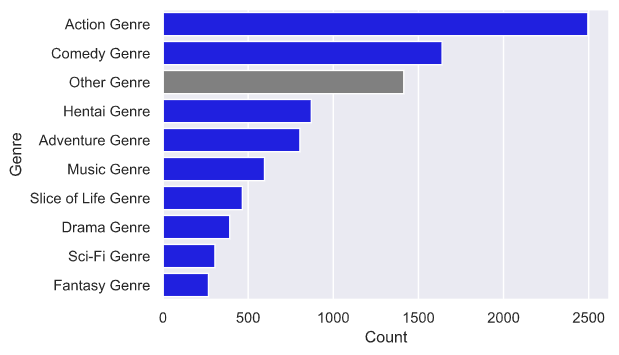 Action Genre
Comedy Genre
Other Genre
Hentai Genre
Adventure Genre
Music Genre
Slice of Life Genre
Drama Genre
Sci-Fi Genre
Fantasy Genre
Genre
0 500 1000 1500 2000 2500
Count